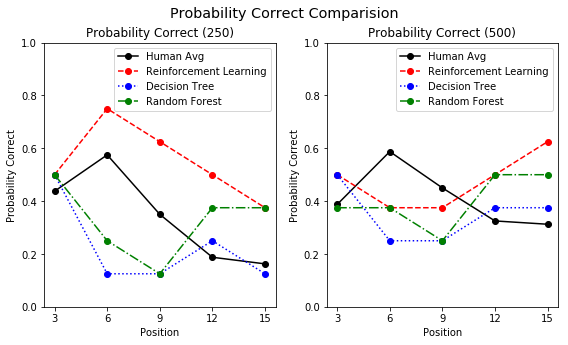 Probability Correct Comparision
Probability Correct (250)
Human Avg
Reinforcement Learning
Decision Tree
Random Forest
Probability Correct
1.0
0.8
0.6
0.4
0.2
0.0
3 6 9 12 15
Position
Probability Correct (500)
Human Avg
Reinforcement Learning
Decision Tree
Random Forest
Probability Correct
1.0
0.8
0.6
0.4
0.2
0.0
3 6 9 12 15
Position